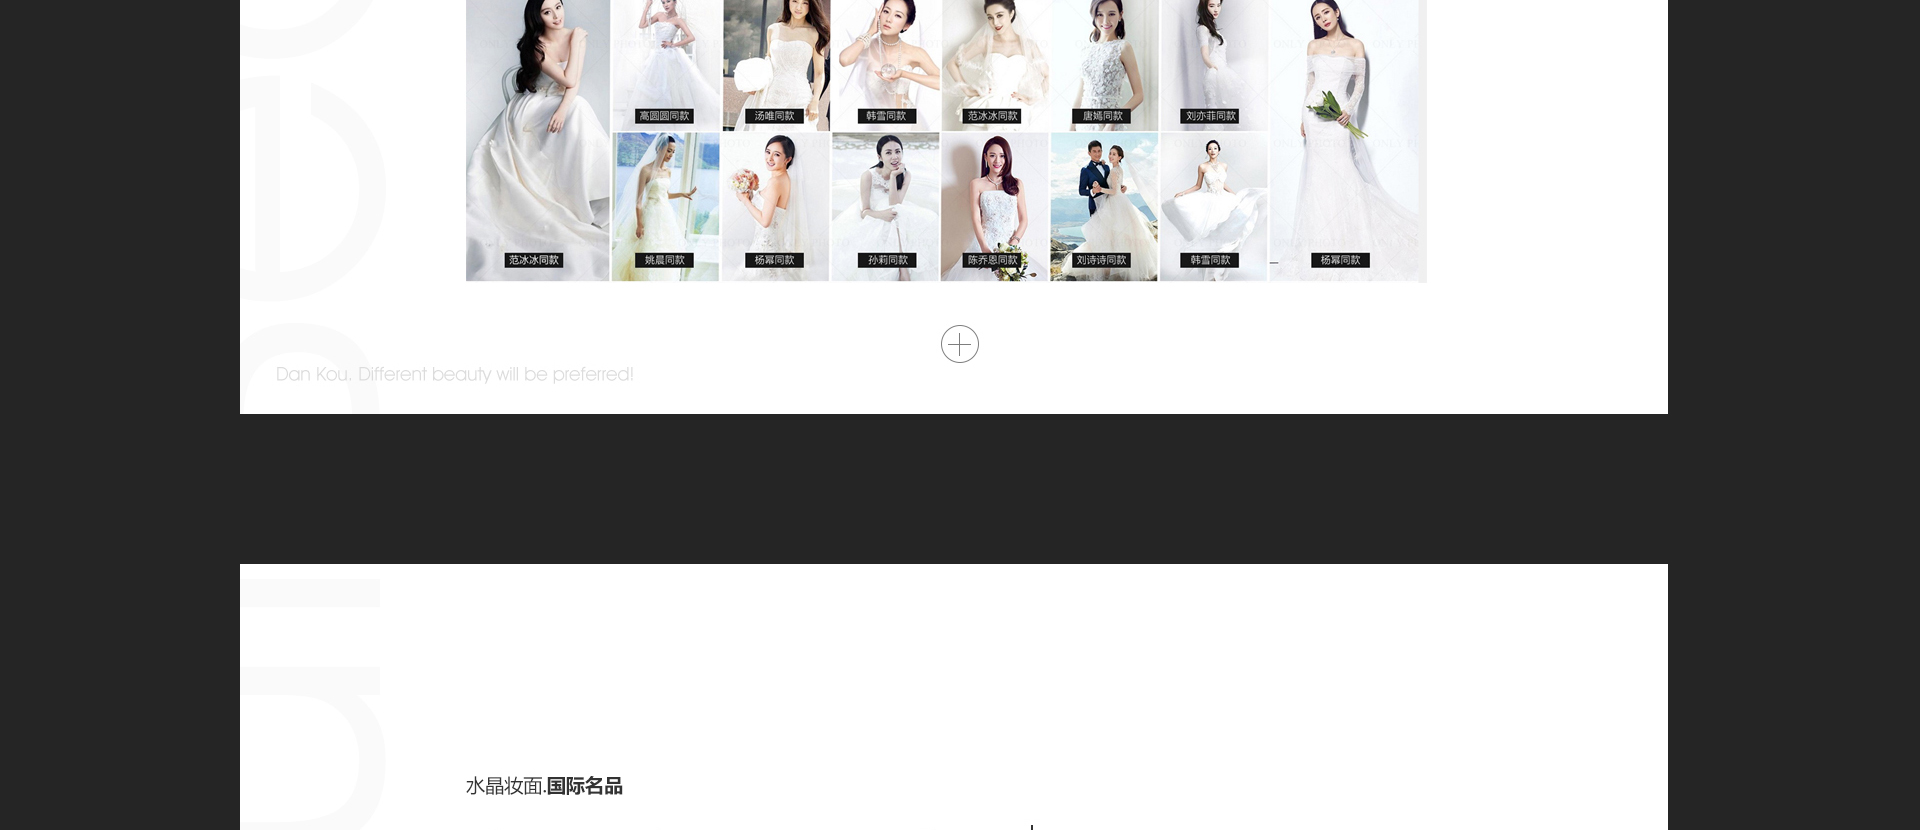 高圆圆同款 汤唯同款 韩雪同款 范冰冰同款 唐嫣同款 刘亦菲同款
范冰冰同款 姚晨同款 杨幂同款 孙莉同款 陈乔恩同款 刘诗诗同款 韩雪同款 杨幂同款
Dan Kou. Different beauty will be preferred!
水晶妆面.国际名品